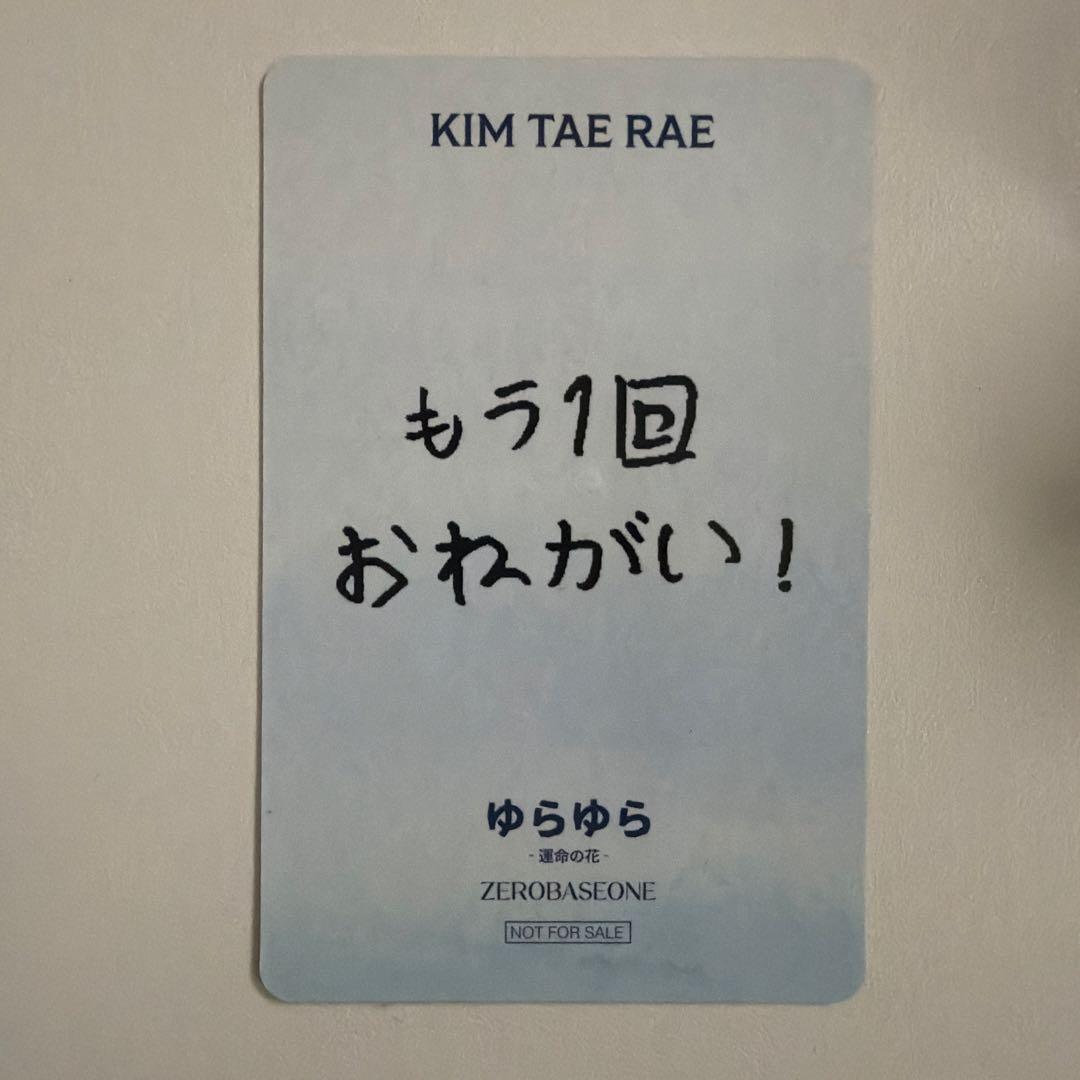 KIM TAE RAE
もう1回
おねがい!
ゆらゆら
-運命の花-
ZEROBASEONE
NOT FOR SALE